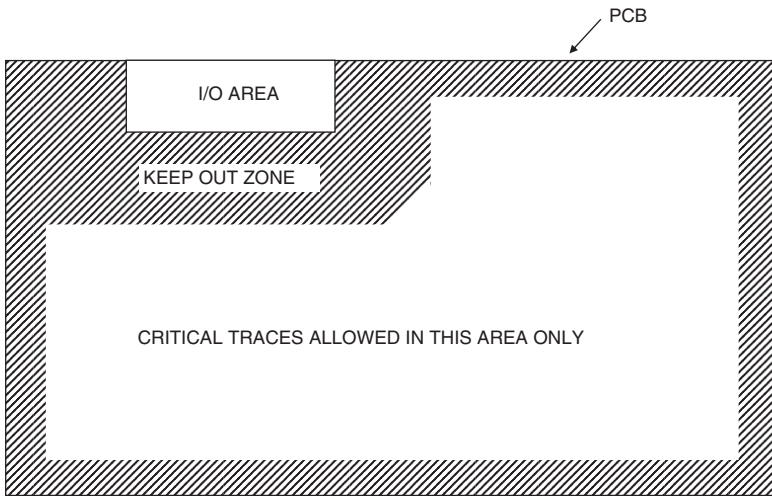 PCB
I/O AREA
KEEP OUT ZONE
CRITICAL TRACES ALLOWED IN THIS AREA ONLY